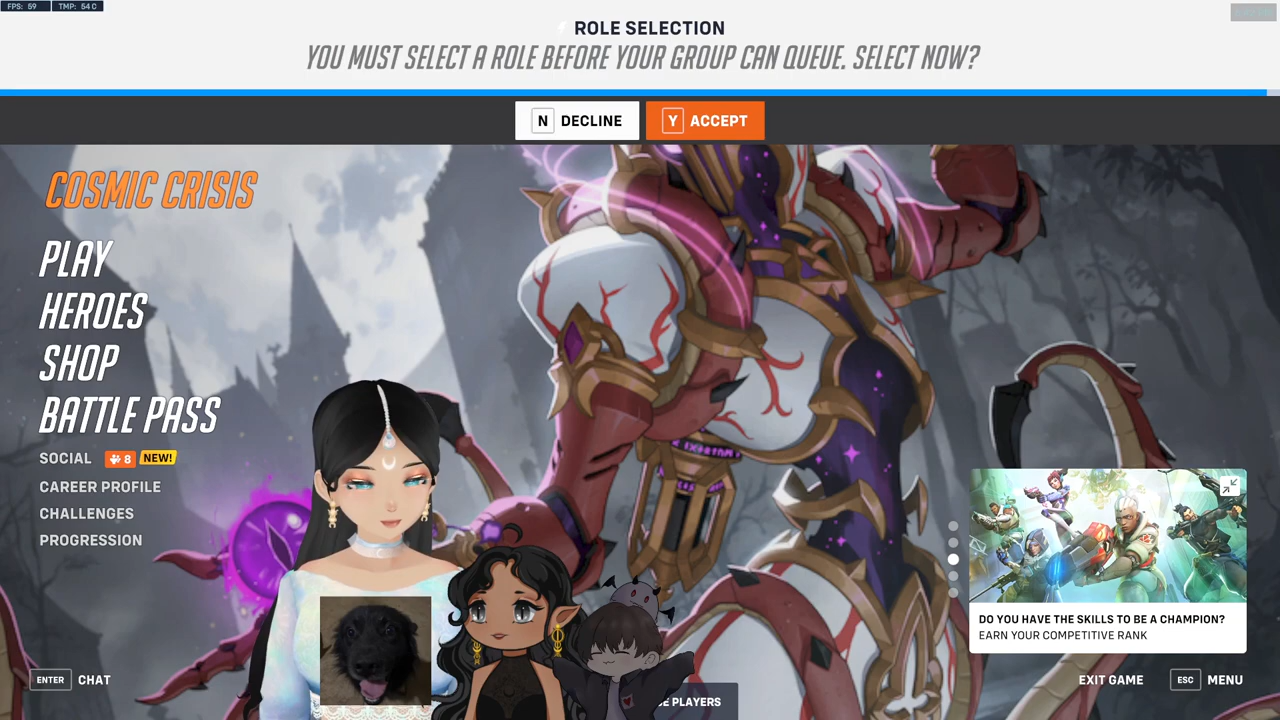 FPS: 59 TMP: 54 C
ROLE SELECTION
YOU MUST SELECT A ROLE BEFORE YOUR GROUP CAN QUEUE. SELECT NOW?
N DECLINE Y ACCEPT
COSMIC CRISIS
PLAY
HEROES
SHOP
BATTLE PASS
SOCIAL 8 NEW!
CAREER PROFILE
CHALLENGES
PROGRESSION
DO YOU HAVE THE SKILLS TO BE A CHAMPION?
EARN YOUR COMPETITIVE RANK
ENTER CHAT
PLAYERS
EXIT GAME ESC MENU